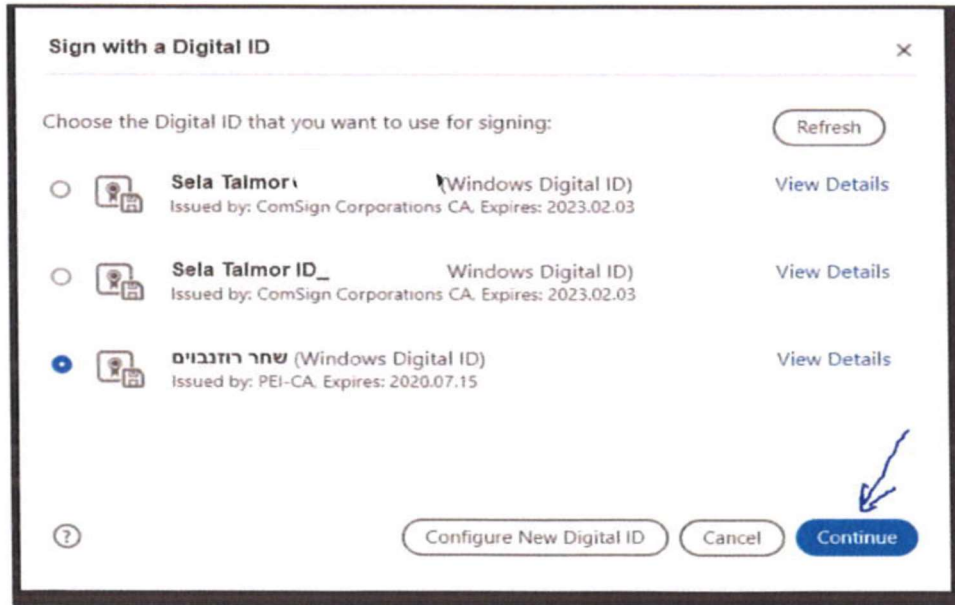 Sign with a Digital ID
Choose the Digital ID that you want to use for signing:
Refresh
Sela Talmor (Windows Digital ID)
View Details
Issued by: ComSign Corporations CA, Expires: 2023.02.03
Sela Talmor ID_ Windows Digital ID)
View Details
Issued by: ComSign Corporations CA, Expires: 2023.02.03
שחר רוזנבוים (Windows Digital ID)
View Details
Issued by: PEI-CA, Expires: 2020.07.15
?
Configure New Digital ID
Cancel
Continue